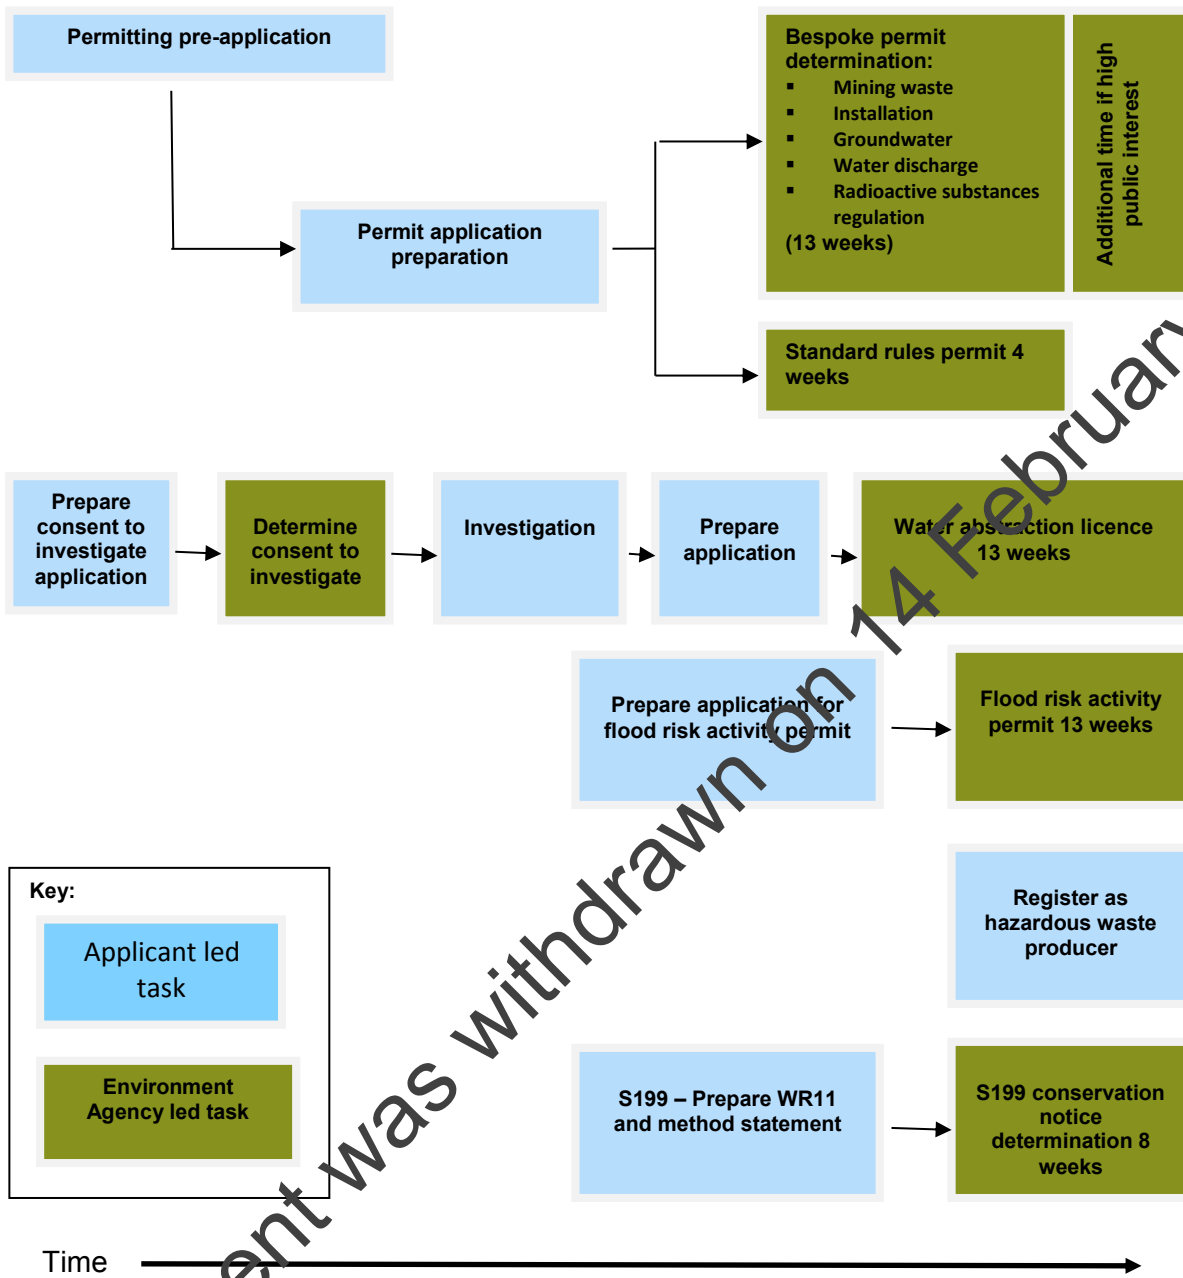 Permitting pre-application
Bespoke permit
determination:
▪ Mining waste
▪ Installation
▪ Groundwater
▪ Water discharge
▪ Radioactive substances
regulation
(13 weeks)
Additional time if high
public interest
Permit application
preparation
Standard rules permit 4
weeks
Prepare
consent to
investigate
application
Determine
consent to
investigate
Investigation
Prepare
application
Water abstraction licence
13 weeks
Prepare application for
flood risk activity permit
Flood risk activity
permit 13 weeks
Register as
hazardous waste
producer
Key:
Applicant led
task
Environment
Agency led task
S199 – Prepare WR11
and method statement
S199 conservation
notice
determination 8
weeks
Time
ent was withdrawn on 14 February